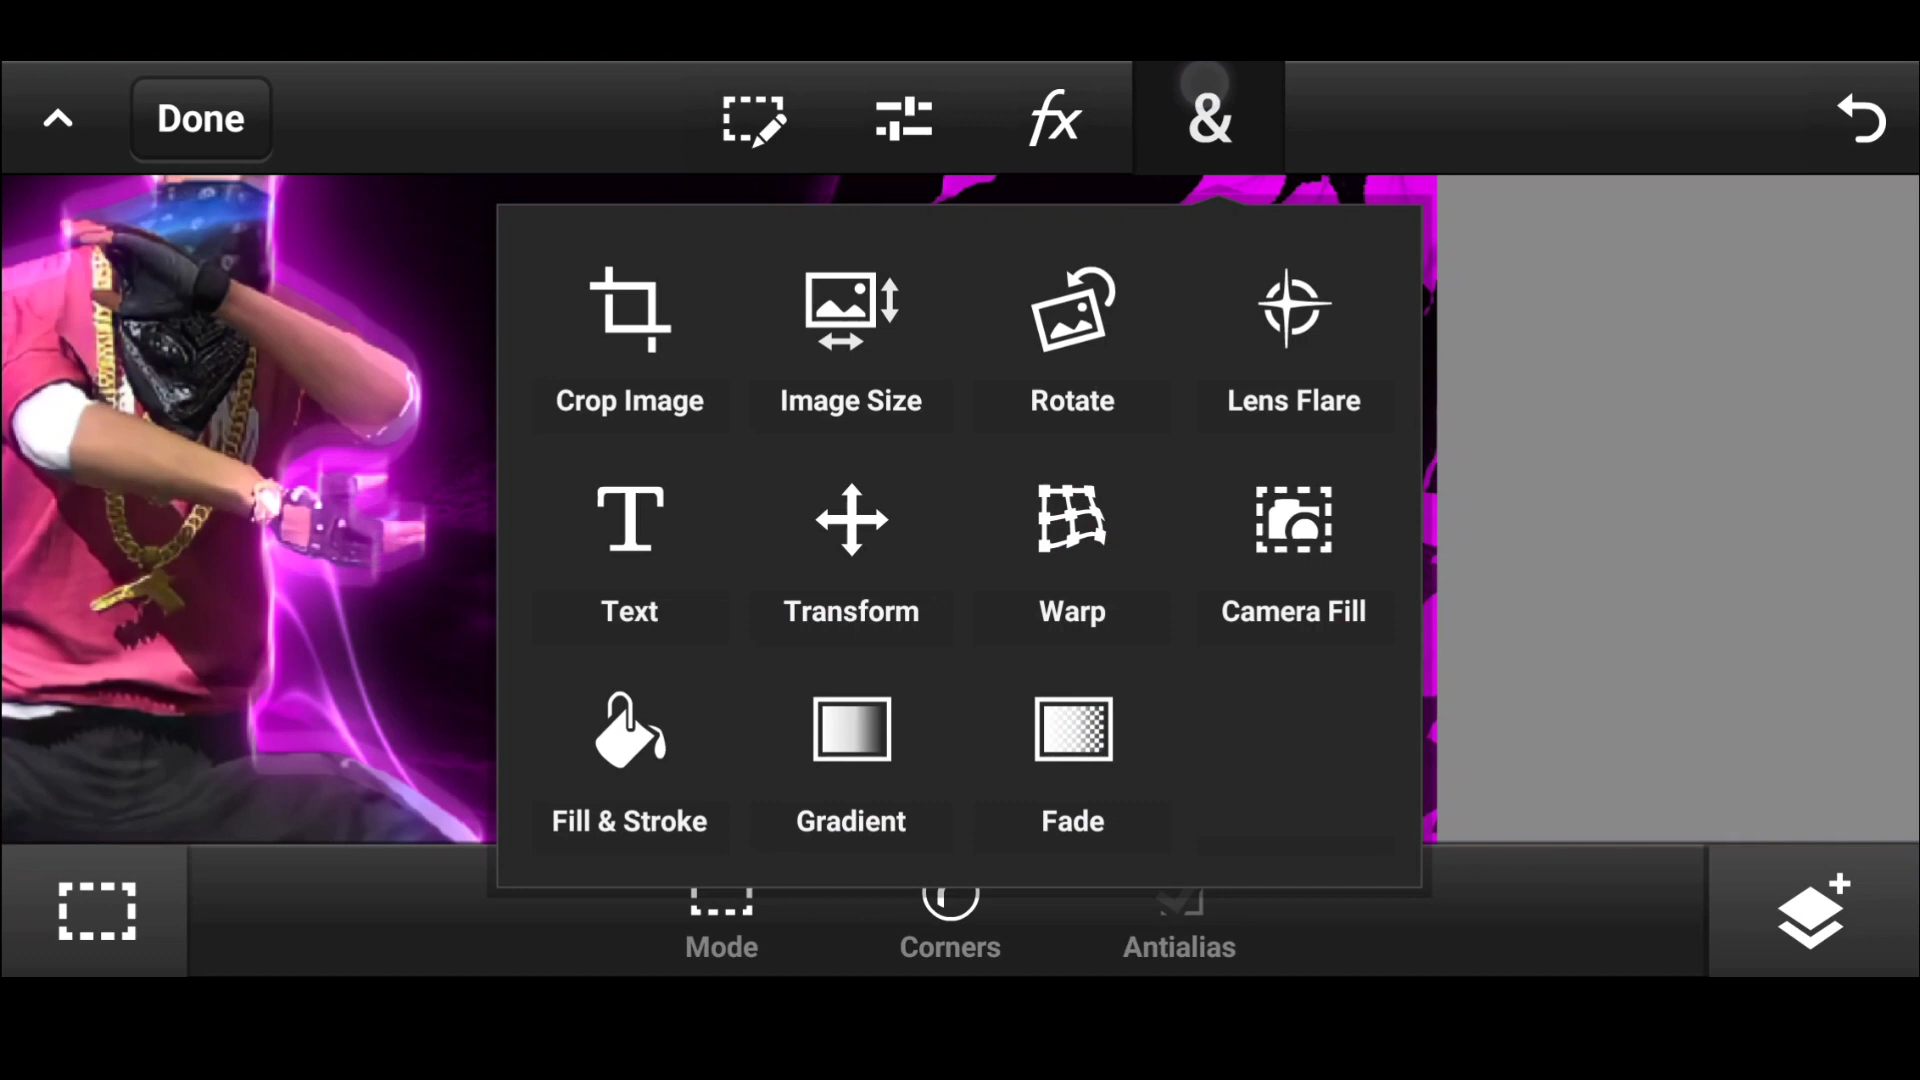 Done
fx
&
Crop Image
Image Size
Rotate
Lens Flare
T
Text
Transform
Warp
Camera Fill
Fill & Stroke
Gradient
Fade
Mode
Corners
Antialias